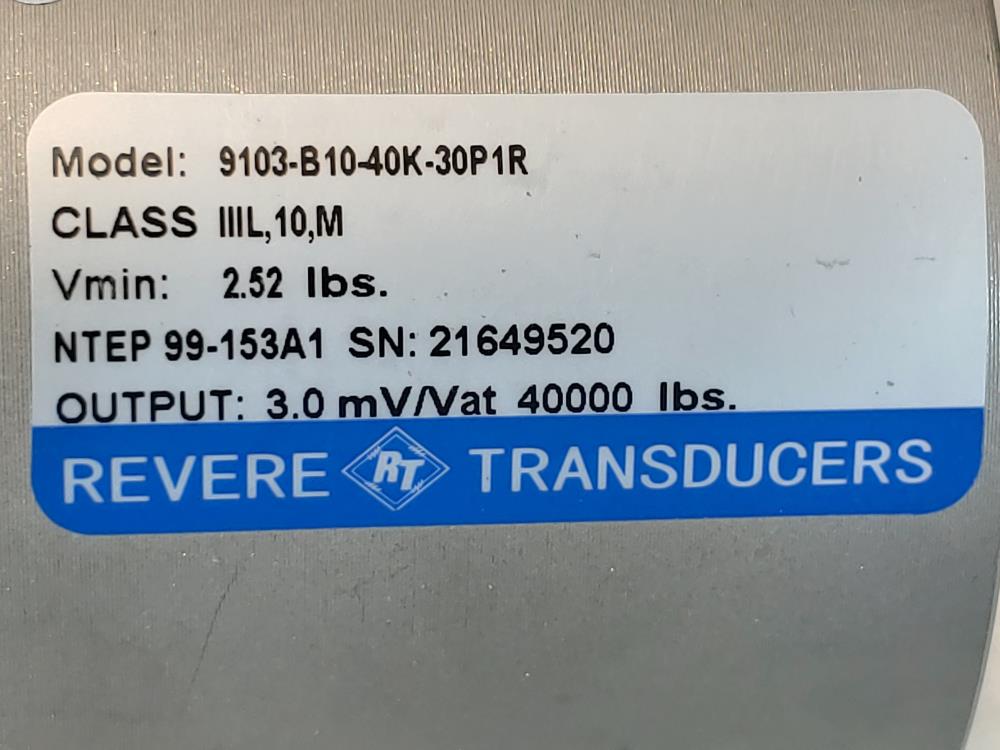 Model: 9103-B10-40K-30P1R
CLASS IIIL,10,M
Vmin: 2.52 lbs.
NTEP 99-153A1 SN: 21649520
OUTPUT: 3.0 mV/Vat 40000 lbs.
REVERE RT TRANSDUCERS